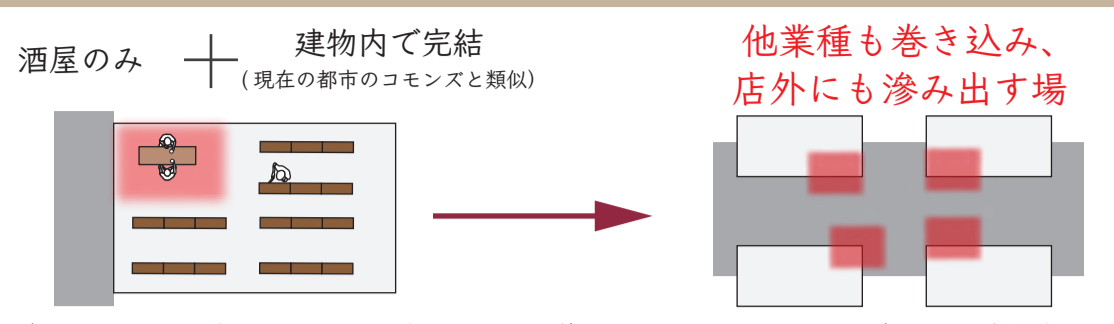 酒屋のみ
建物内で完結
(現在の都市のコモンズと類似)
他業種も巻き込み、
店外にも滲み出す場